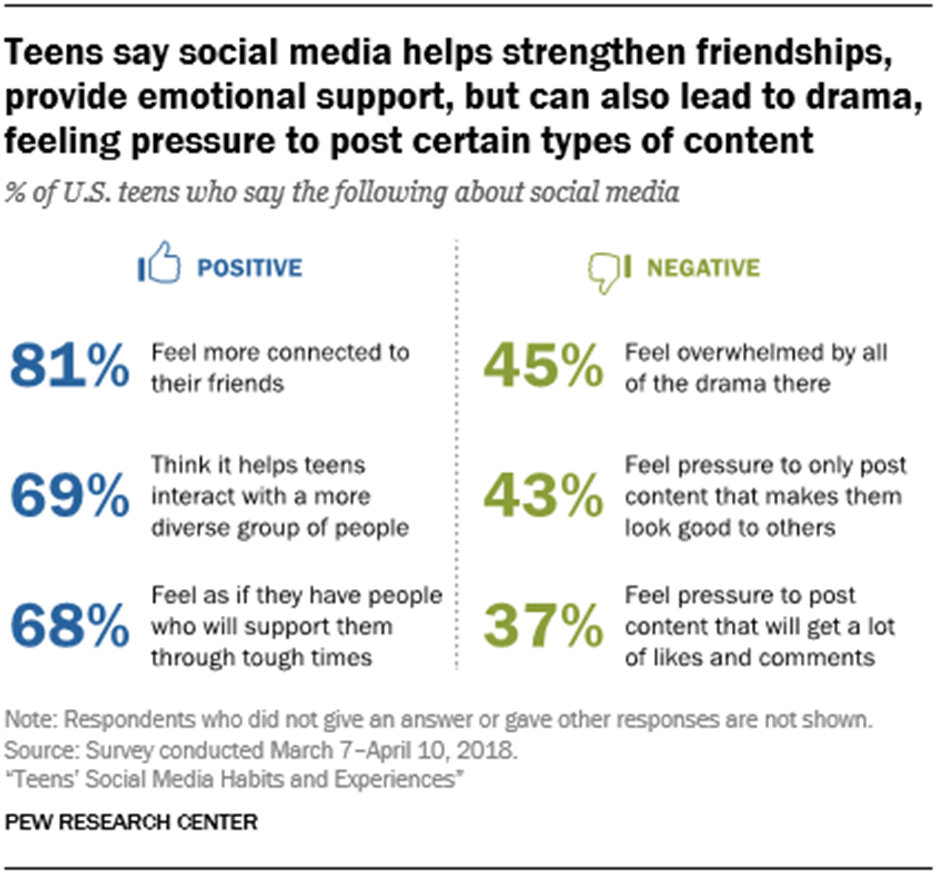 Teens say social media helps strengthen friendships,
provide emotional support, but can also lead to drama,
feeling pressure to post certain types of content
% of U.S. teens who say the following about social media
POSITIVE
81%
Feel more connected to
their friends
69%
Think it helps teens
interact with a more
diverse group of people
68%
Feel as if they have people
who will support them
through tough times
NEGATIVE
45%
Feel overwhelmed by all
of the drama there
43%
Feel pressure to only post
content that makes them
look good to others
37%
Feel pressure to post
content that will get a lot
of likes and comments
Note: Respondents who did not give an answer or gave other responses are not shown.
Source: Survey conducted March 7–April 10, 2018.
“Teens’ Social Media Habits and Experiences”
PEW RESEARCH CENTER